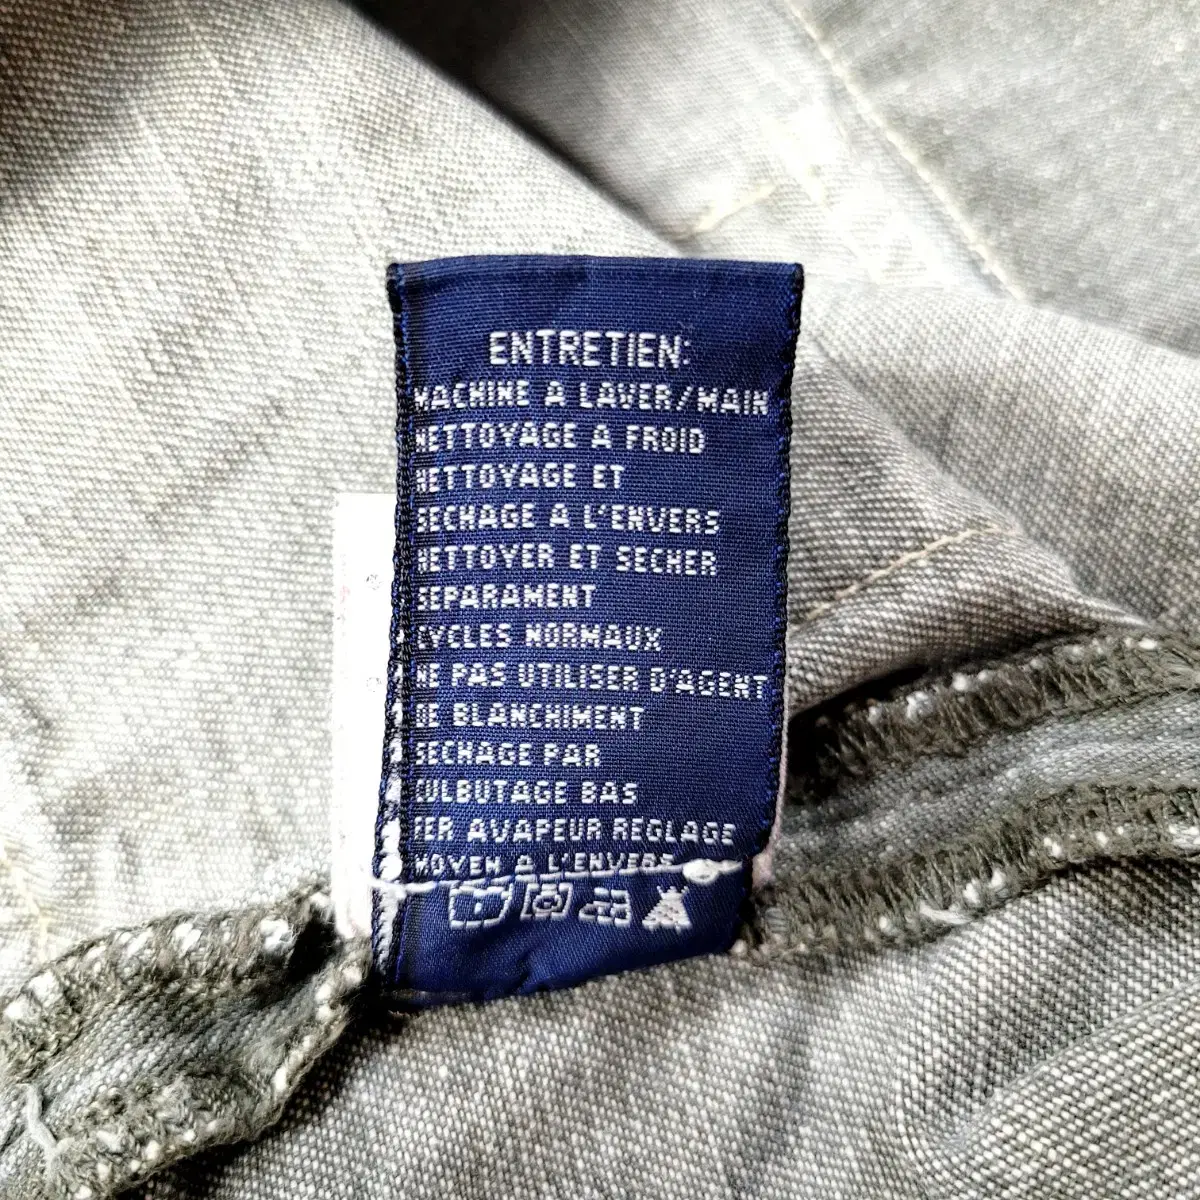 ENTRETIEN:
MACHINE A LAVER/MAIN
NETTOYAGE A FROID
NETTOYAGE ET
SECHAGE A L'ENVERS
NETTOYER ET SECHER
SEPARAMENT
CYCLES NORMAUX
NE PAS UTILISER D'AGENT
DE BLANCHIMENT
SECHAGE PAR
CULBUTAGE BAS
FER AVAPEUR REGLAGE
MOYEN A L'ENVERS